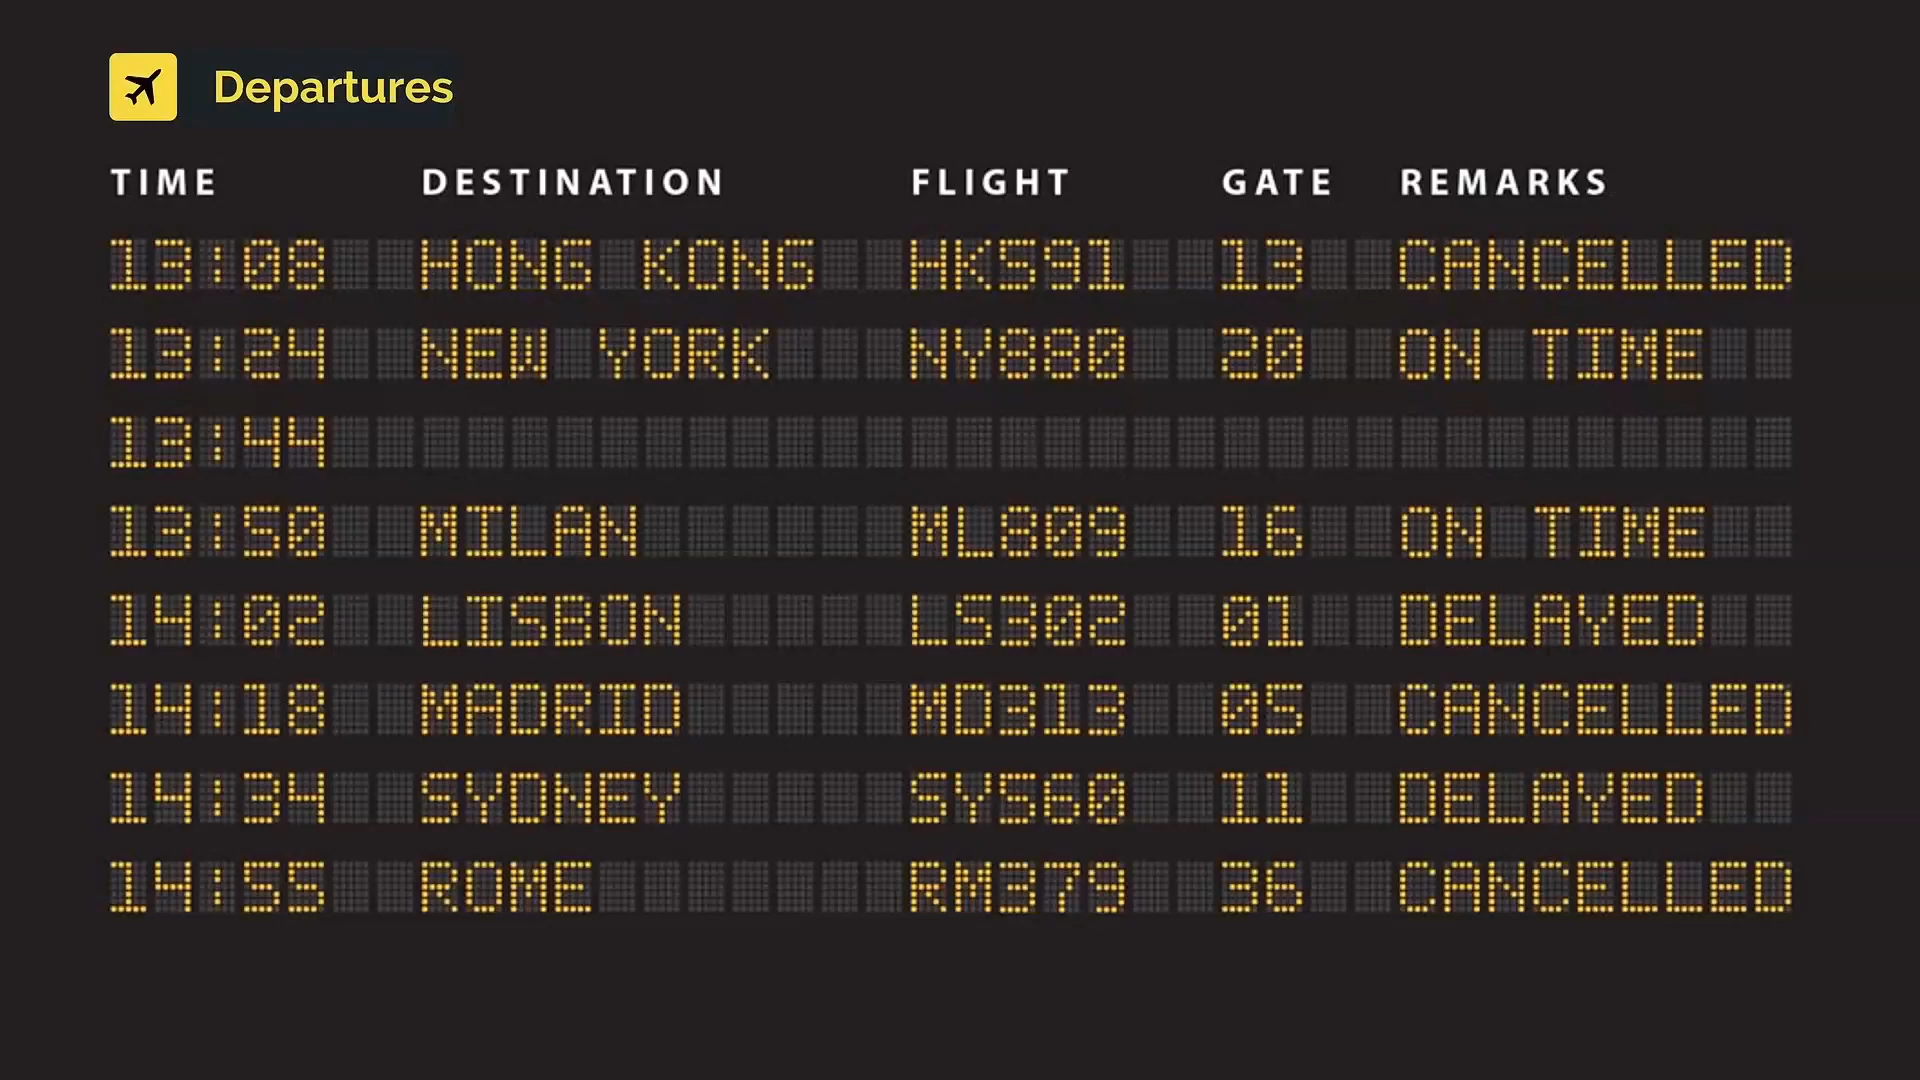 Departures
TIME DESTINATION FLIGHT GATE REMARKS
13:08 HONG KONG HK591 13 CANCELLED
13:24 NEW YORK NY880 20 ON TIME
13:44
13:50 MILAN ML809 16 ON TIME
14:02 LISBON LS302 01 DELAYED
14:18 MADRID MD313 05 CANCELLED
14:34 SYDNEY SY560 11 DELAYED
14:55 ROME RM379 36 CANCELLED